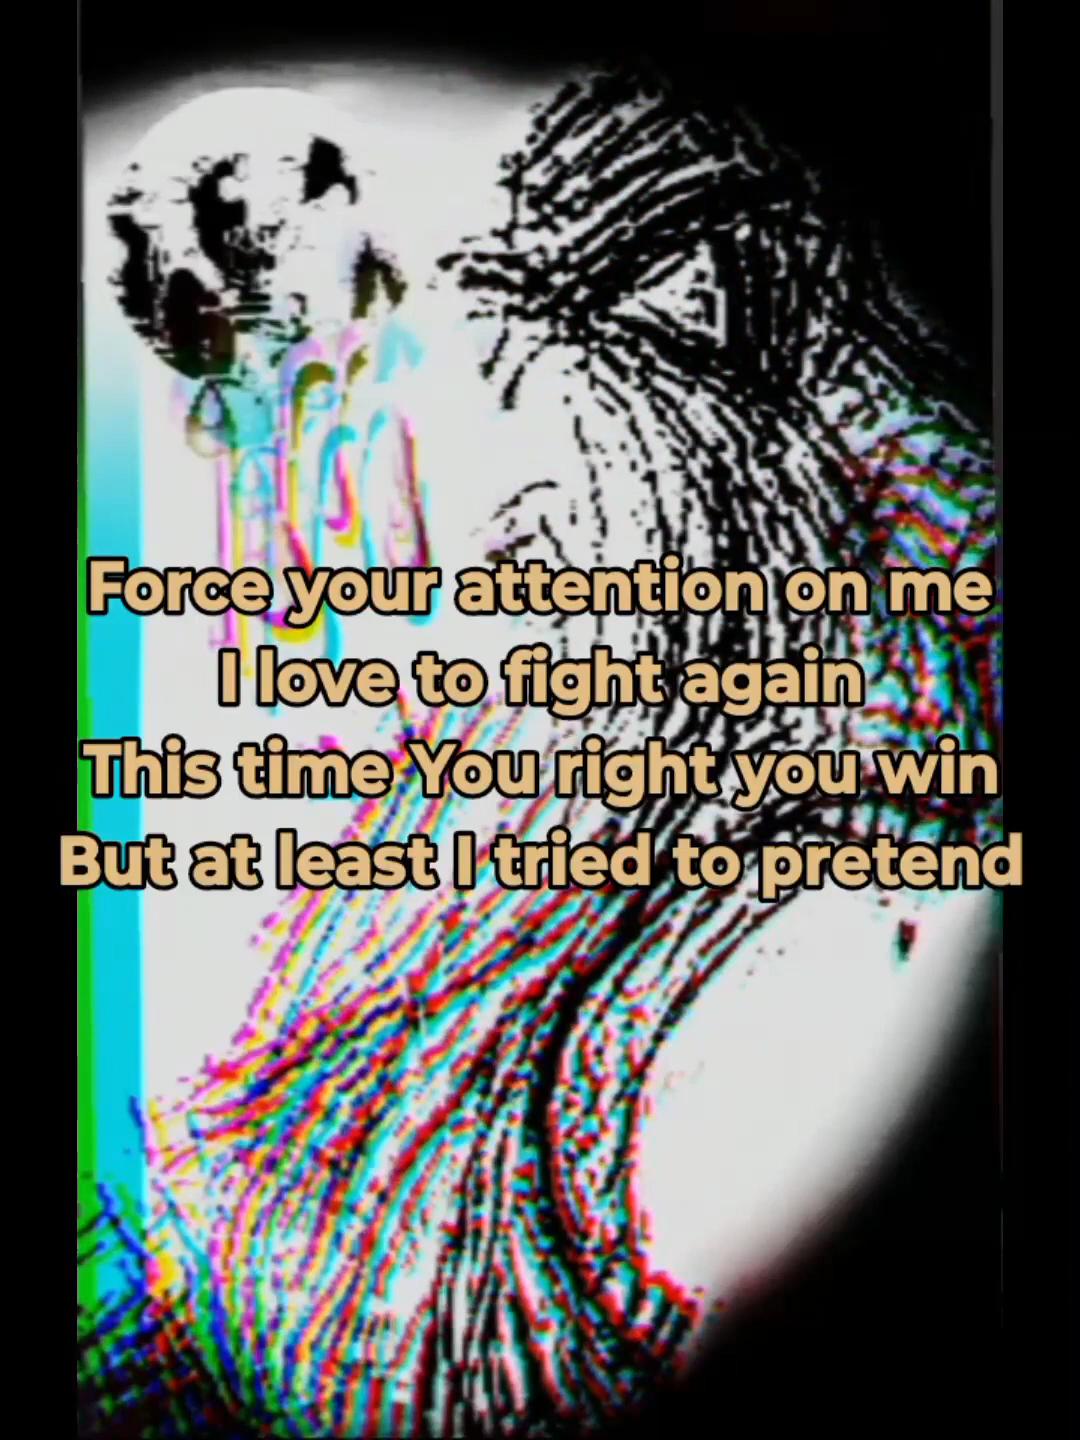 Force your attention on me
I love to fight again
This time You right you win
But at least I tried to pretend